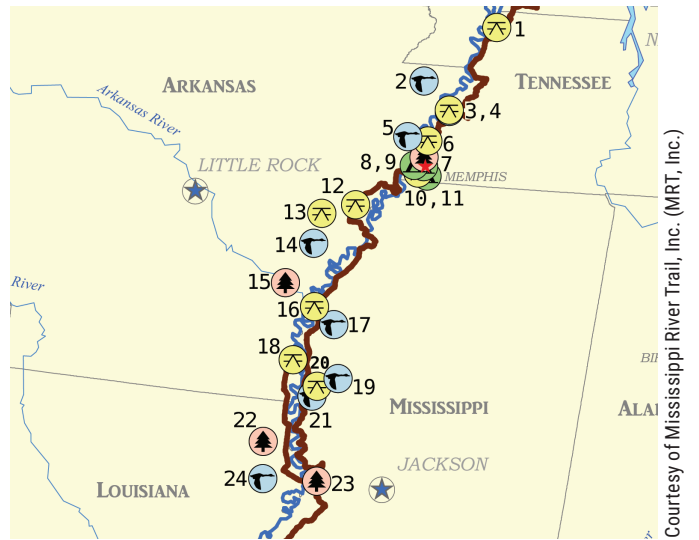 1
N
ARKANSAS
2
TENNESSEE
Arkansas River
3,4
5
6
LITTLE ROCK
8,9
7
MEMPHIS
10,11
12
13
14
15
River
16
17
18
20
19
21
MISSISSIPPI
22
JACKSON
24
LOUISIANA
23
Courtesy of Mississippi River Trail, Inc. (MRT, Inc.)